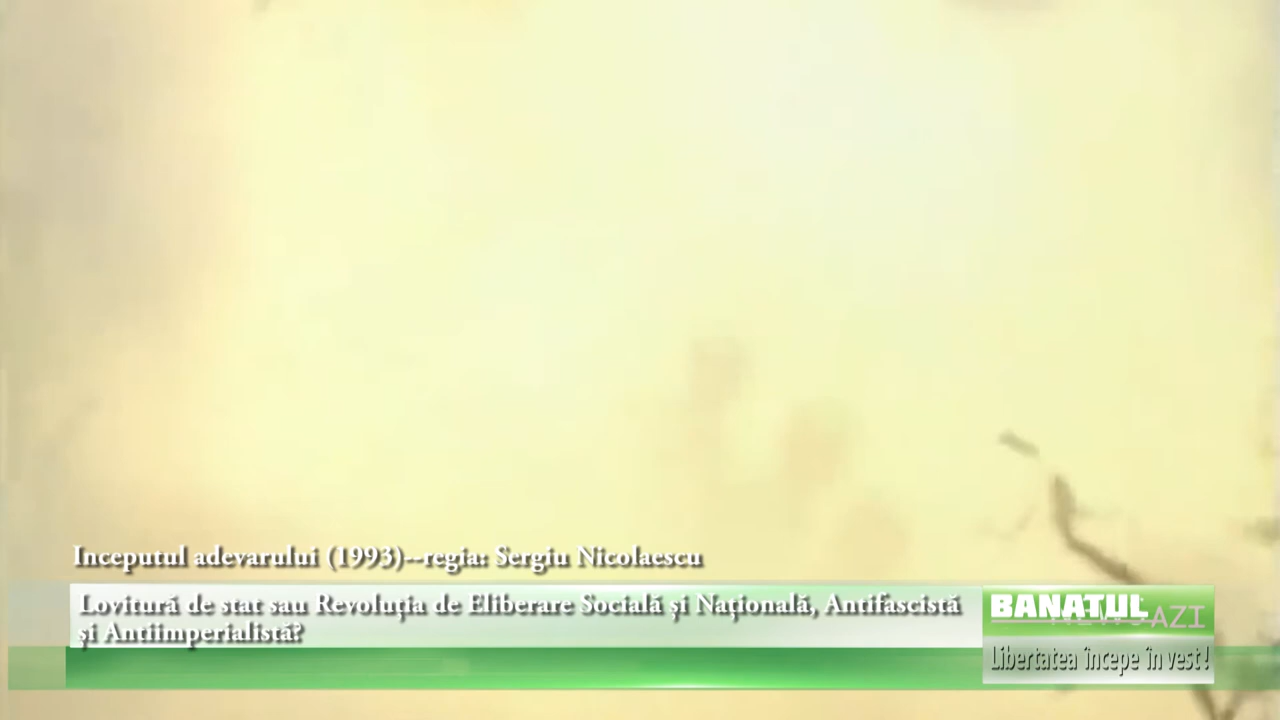 Inceputul adevarului (1993)--regia: Sergiu Nicolaescu
Lovitură de stat sau Revoluția de Eliberare Socială și Națională, Antifascistă
și Antiimperialistă?
BANATUL
NEWS AZI
Libertatea începe în vest!